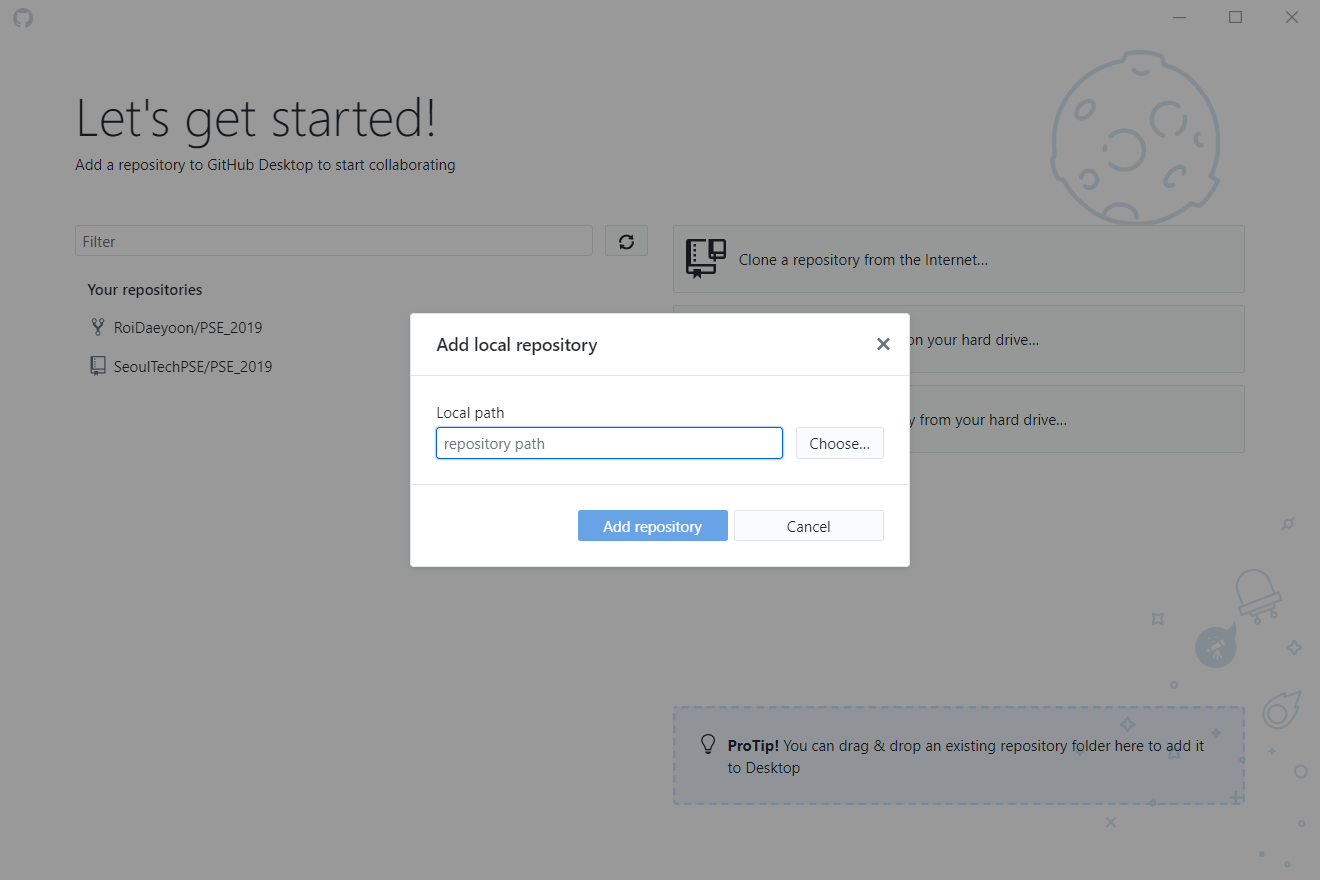 Let's get started!
Add a repository to GitHub Desktop to start collaborating
Filter
Your repositories
RoiDaeyoon/PSE_2019
SeoulTechPSE/PSE_2019
Clone a repository from the Internet...
on your hard drive...
from your hard drive...
Add local repository
Local path
repository path
Choose...
Add repository
Cancel
ProTip! You can drag & drop an existing repository folder here to add it
to Desktop